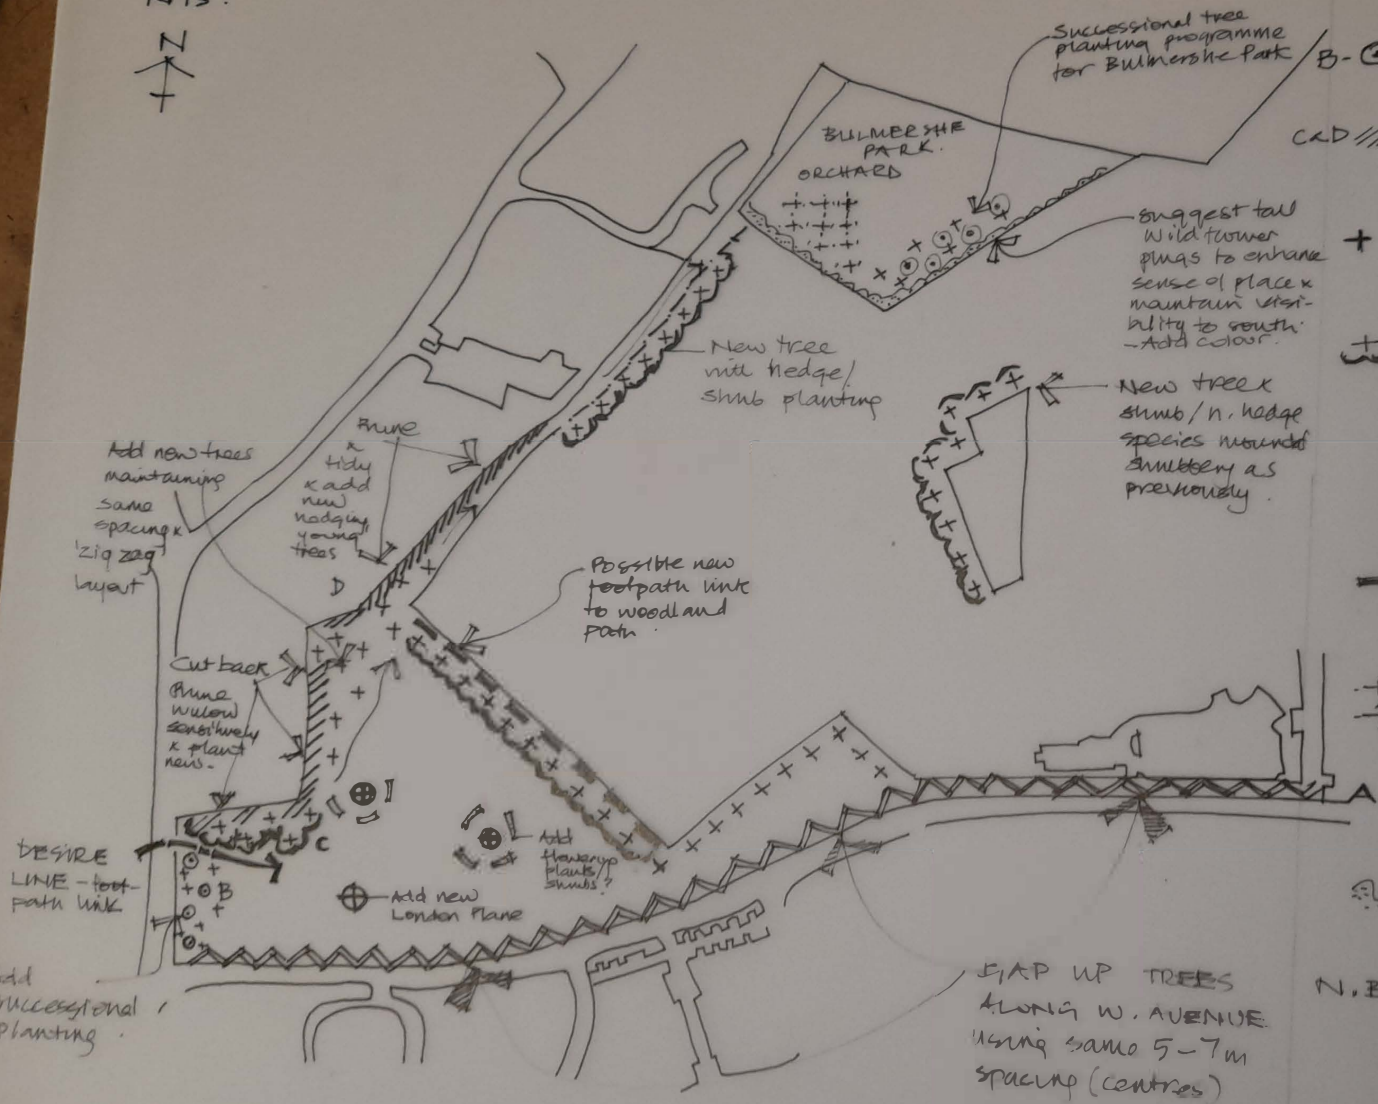 NTS.
N
Successional tree
planting programme
for Bulmershe Park
B-
C&D
BULMERSHE
PARK.
ORCHARD
Suggest tall
Wildflower
plugs to enhance
sense of place &
maintain visi-
bility to south.
- Add colour.
New tree
with hedge/
shrub planting
New tree &
shrub/n. hedge
species mounded
shrubbery as
previously.
Prune
&
tidy
& add
new
hedging/
young
trees
Add new trees
maintaining
same
spacing &
'zig zag'
layout
D
Possible new
footpath link
to woodland
path.
Cut back
Prune
willow
sensitively
& plant
new-
DESIRE
LINE - foot-
path link
C
B
Add
flowering
plants/
shrubs?
Add new
London Plane
A
Add
successional
planting.
GAP UP TREES
ALONG W. AVENUE
using same 5-7m
spacing (centres)
N.B